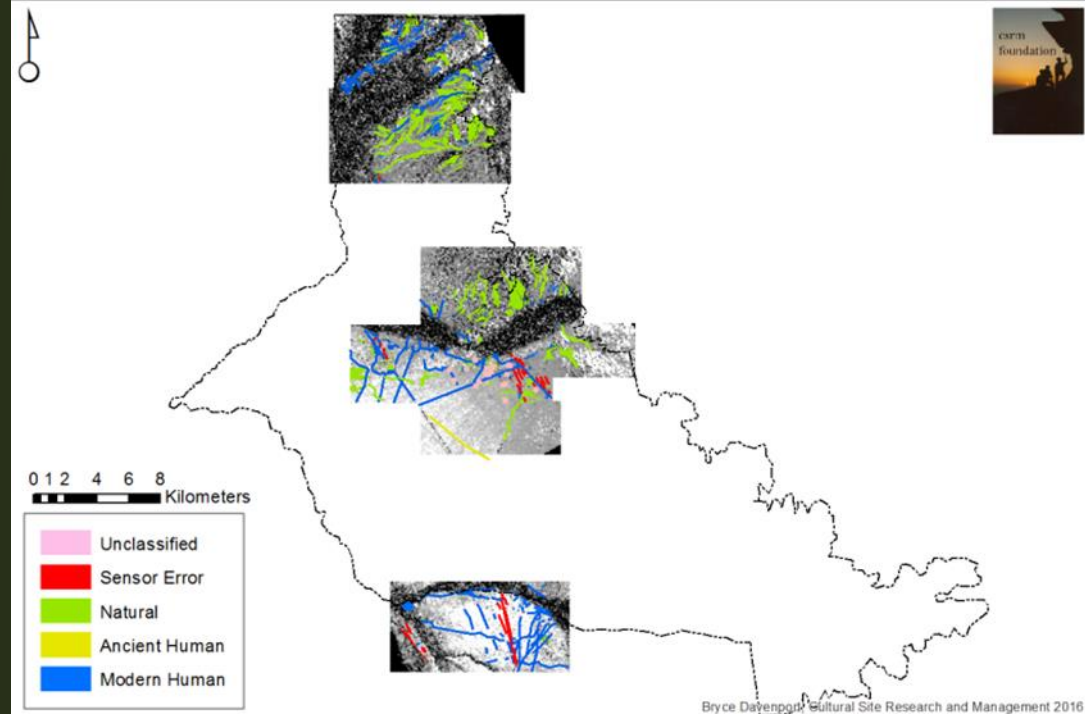 csrm
foundation
0 1 2 4 6 8
Kilometers
Unclassified
Sensor Error
Natural
Ancient Human
Modern Human
Bryce Davenport, Cultural Site Research and Management 2016